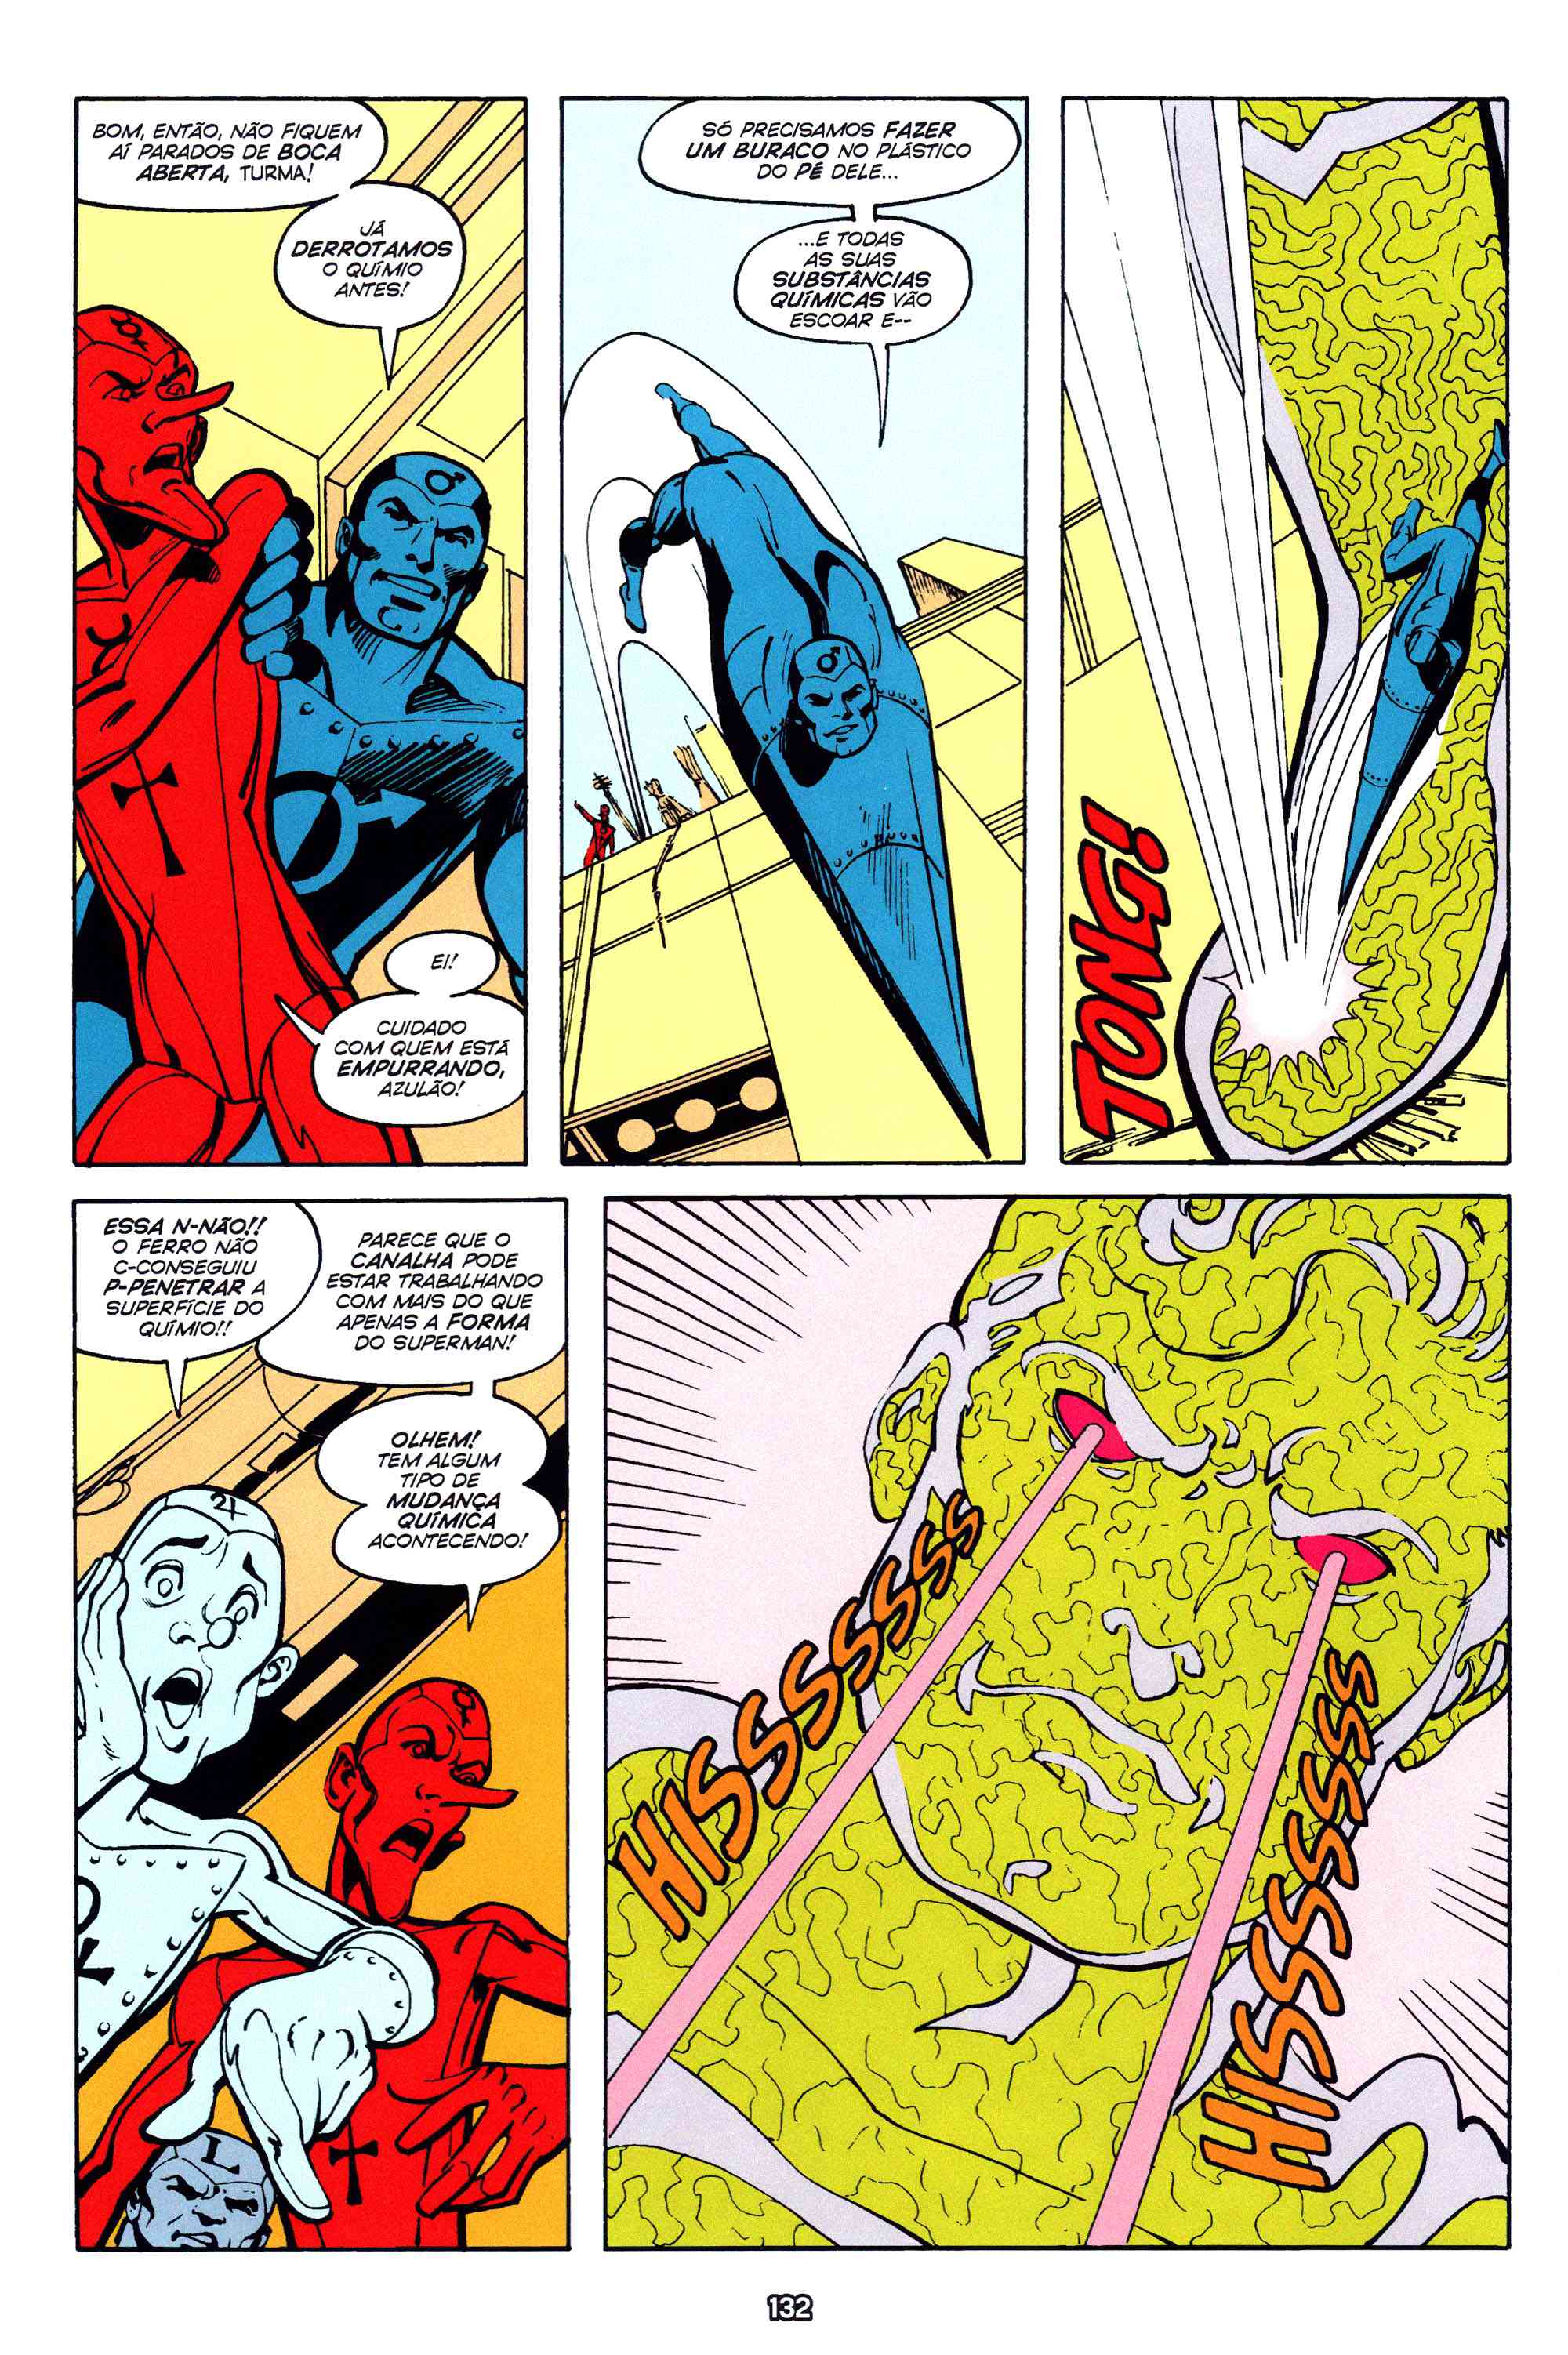 BOM, ENTÃO, NÃO FIQUEM
AÍ PARADOS DE BOCA
ABERTA, TURMA!
JÁ
DERROTAMOS
O QUÍMIO
ANTES!
EI!
CUIDADO
COM QUEM ESTÁ
EMPURRANDO,
AZULÃO!
SÓ PRECISAMOS FAZER
UM BURACO NO PLÁSTICO
DO PÉ DELE...
...E TODAS
AS SUAS
SUBSTÂNCIAS
QUÍMICAS VÃO
ESCOAR E--
TONG!
ESSA N-NÃO!!
O FERRO NÃO
C-CONSEGUIU
P-PENETRAR A
SUPERFÍCIE DO
QUÍMIO!!
PARECE QUE O
CANALHA PODE
ESTAR TRABALHANDO
COM MAIS DO QUE
APENAS A FORMA
DO SUPERMAN!
OLHEM!
TEM ALGUM
TIPO DE
MUDANÇA
QUÍMICA
ACONTECENDO!
L
HISSSSSSSS
HISSSSSSSS
132